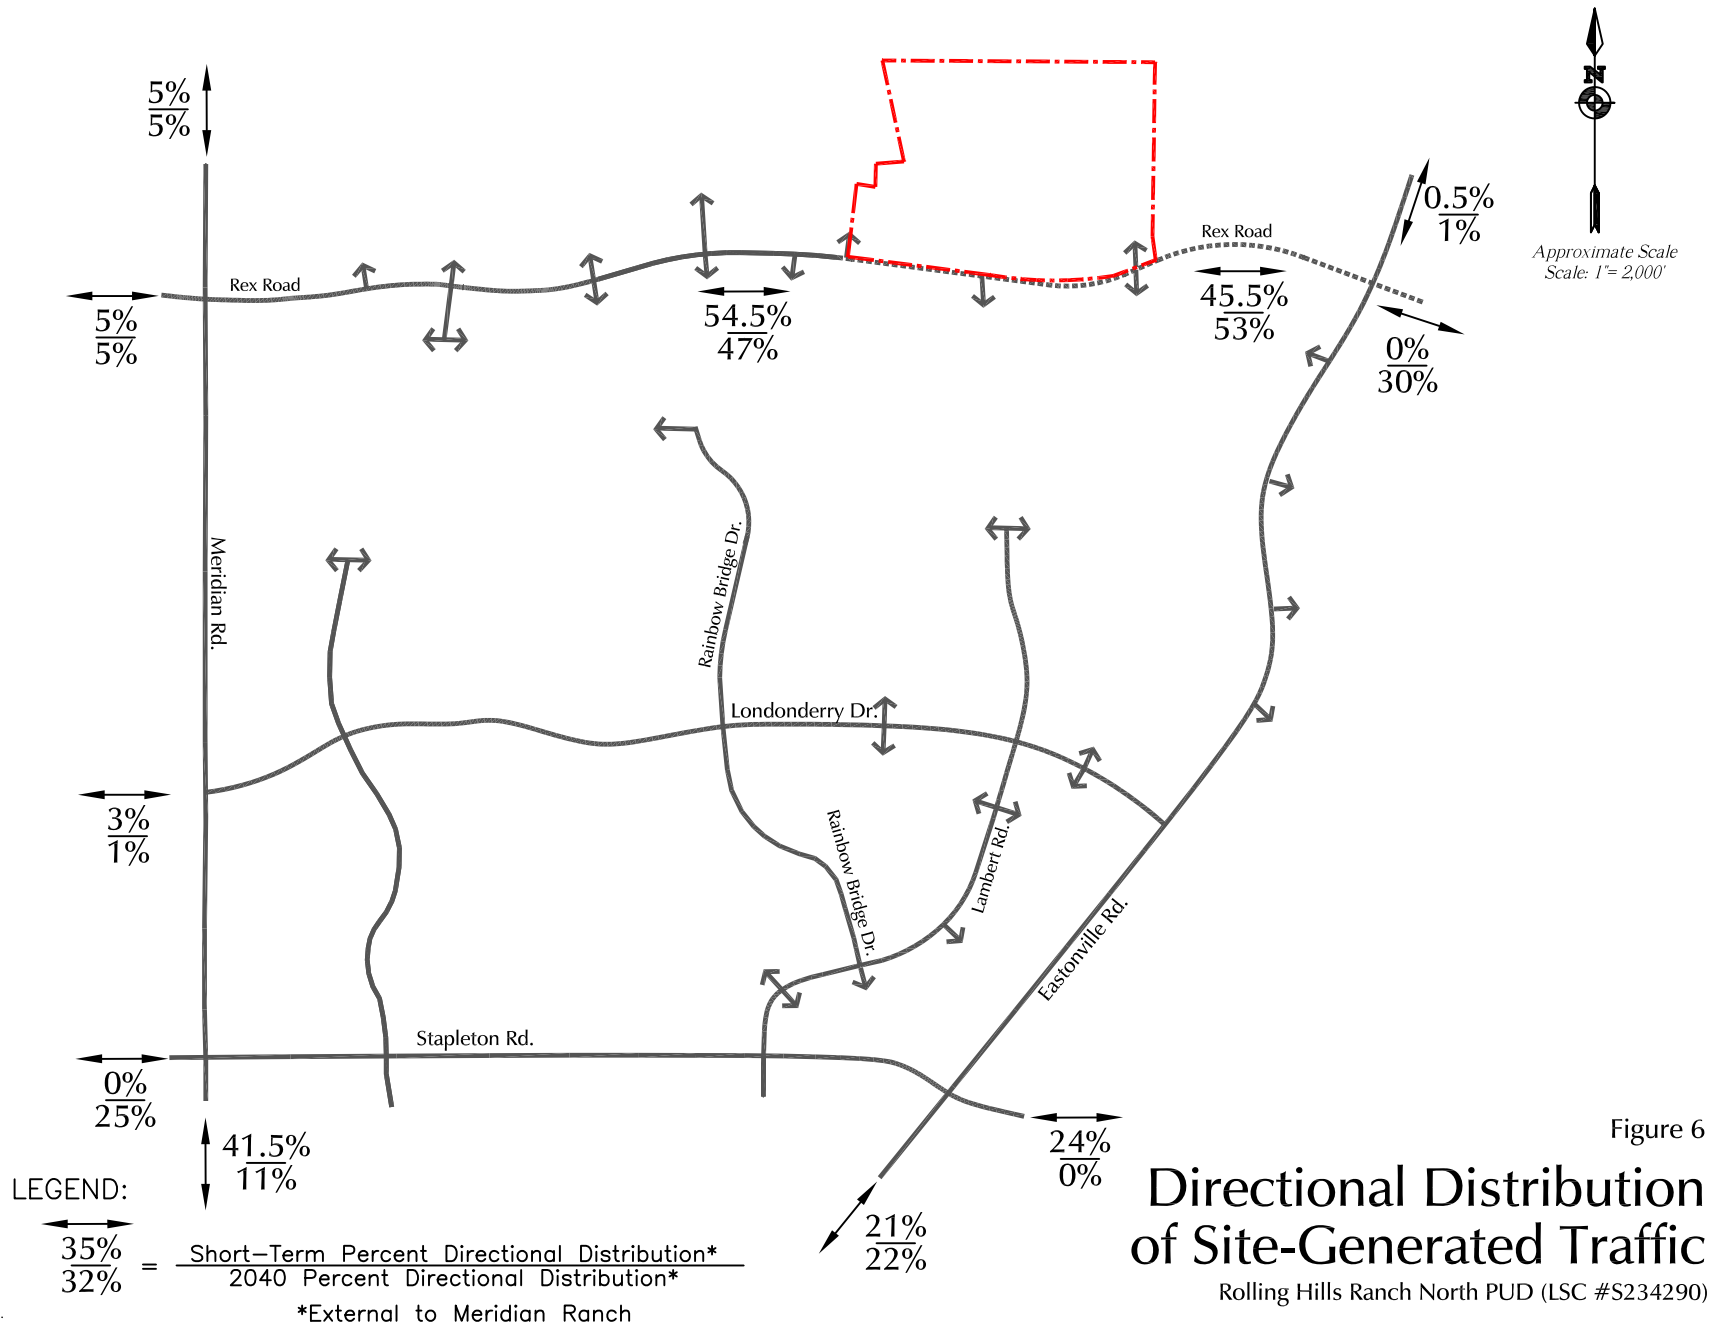 5%
5%
N
Approximate Scale
Scale: 1"= 2,000'
0.5%
1%
Rex Road
Rex Road
5%
5%
54.5%
47%
45.5%
53%
0%
30%
Meridian Rd.
Rainbow Bridge Dr.
Londonderry Dr.
3%
1%
Rainbow Bridge Dr.
Lambert Rd.
Eastonville Rd.
Stapleton Rd.
0%
25%
41.5%
11%
24%
0%
21%
22%
LEGEND:
35%
32%
=
Short-Term Percent Directional Distribution*
2040 Percent Directional Distribution*
*External to Meridian Ranch
Figure 6
Directional Distribution
of Site-Generated Traffic
Rolling Hills Ranch North PUD (LSC #S234290)